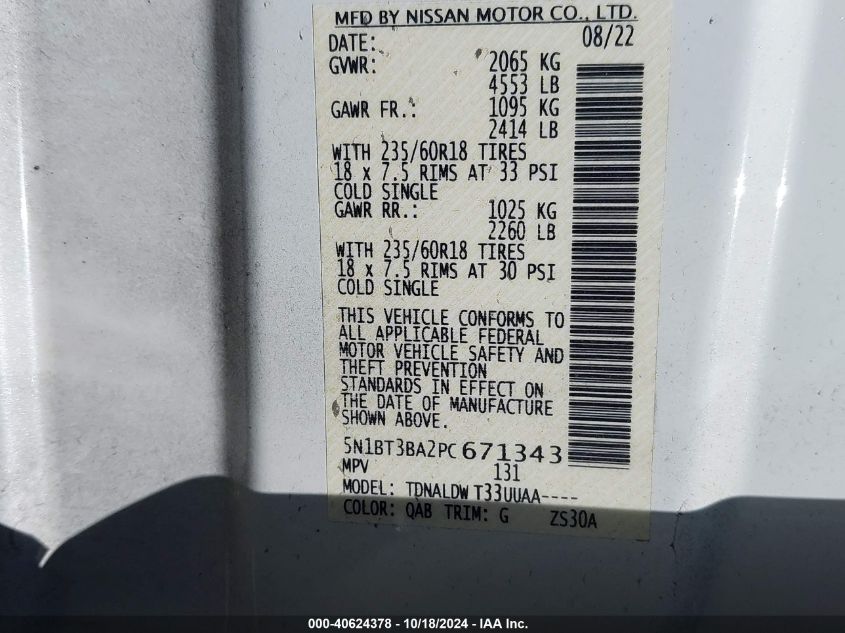 MFD BY NISSAN MOTOR CO., LTD.
DATE: 08/22
GVWR: 2065 KG
4553 LB
GAWR FR.: 1095 KG
2414 LB
WITH 235/60R18 TIRES
18 x 7.5 RIMS AT 33 PSI
COLD SINGLE
GAWR RR.: 1025 KG
2260 LB
WITH 235/60R18 TIRES
18 x 7.5 RIMS AT 30 PSI
COLD SINGLE
THIS VEHICLE CONFORMS TO
ALL APPLICABLE FEDERAL
MOTOR VEHICLE SAFETY AND
THEFT PREVENTION
STANDARDS IN EFFECT ON
THE DATE OF MANUFACTURE
SHOWN ABOVE.
5N1BT3BA2PC671343
MPV 131
MODEL: TDNALDW T33UUAA----
COLOR: QAB TRIM: G ZS30A
000-40624378 - 10/18/2024 - IAA Inc.